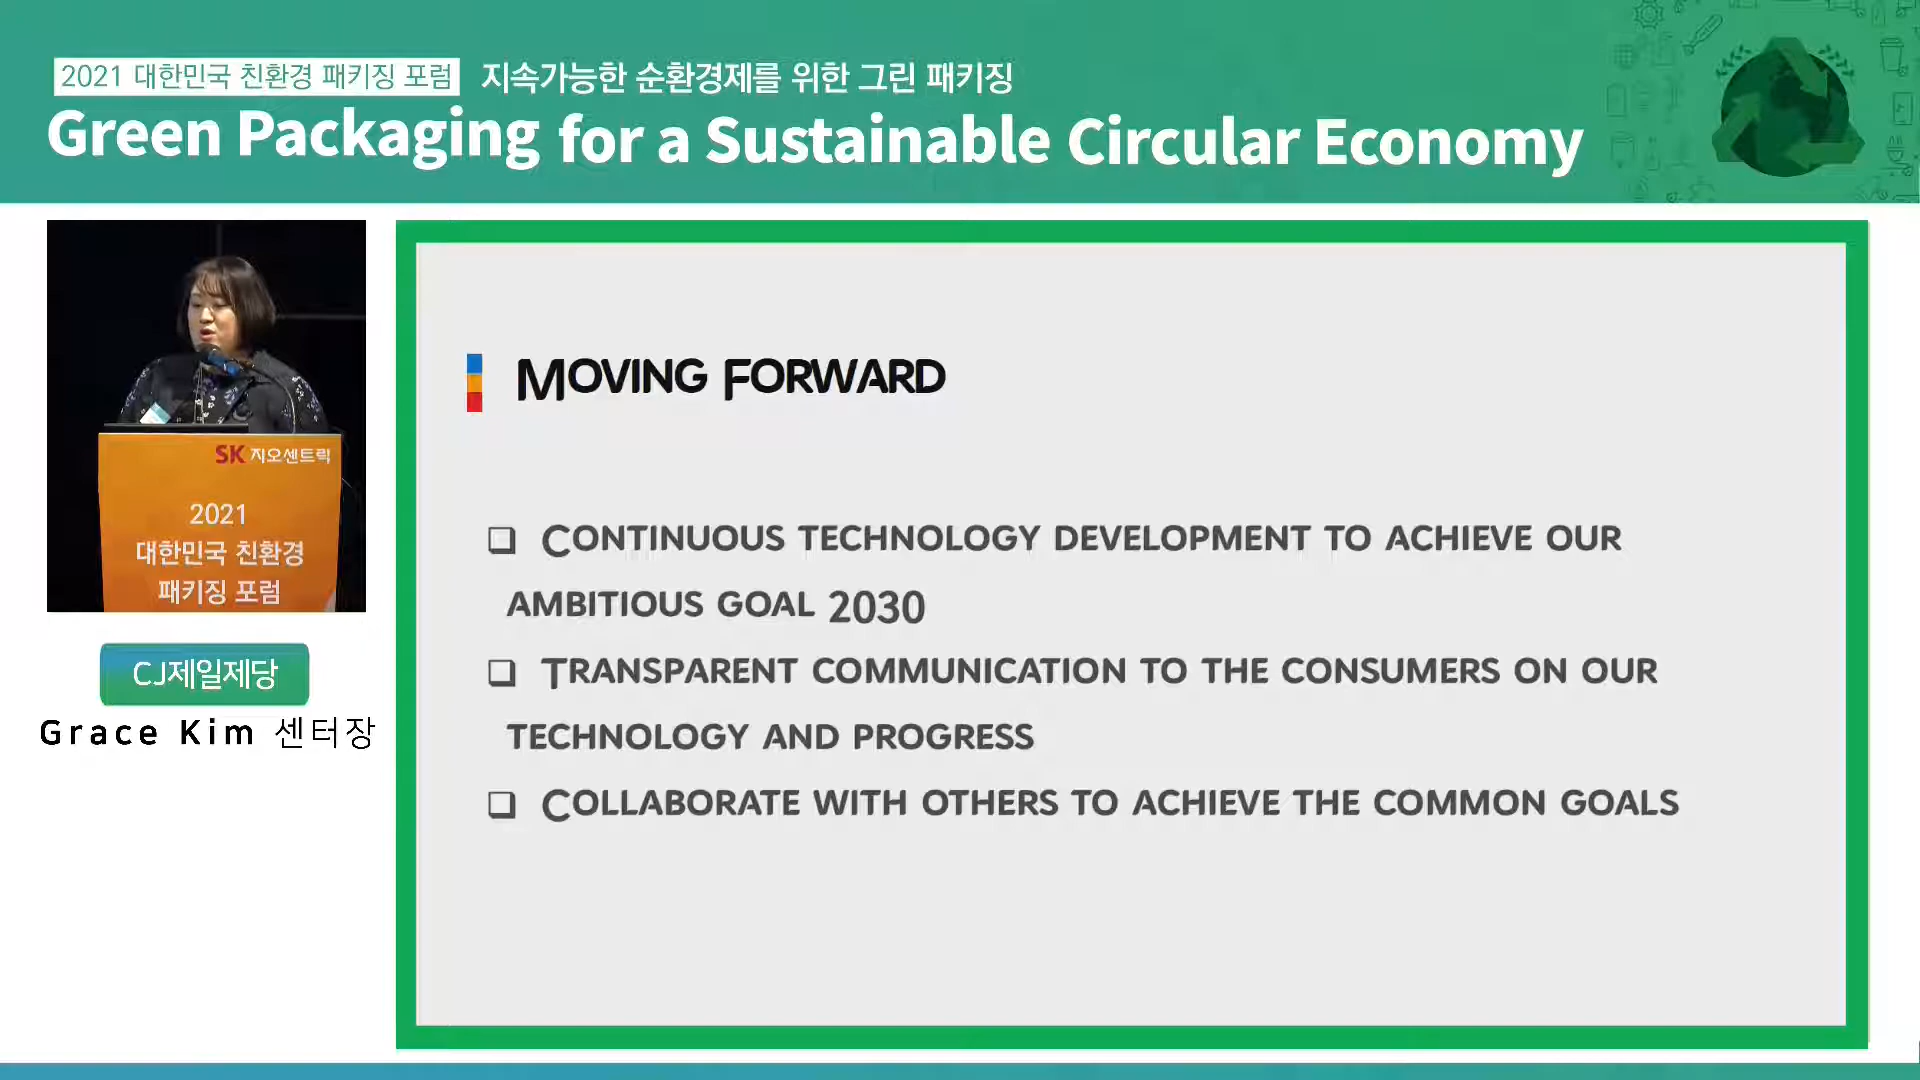 2021 대한민국 친환경 패키징 포럼 지속가능한 순환경제를 위한 그린 패키징
Green Packaging for a Sustainable Circular Economy
SK 지오센트릭
2021
대한민국 친환경
패키징 포럼
CJ제일제당
Grace Kim 센터장
MOVING FORWARD
❑ CONTINUOUS TECHNOLOGY DEVELOPMENT TO ACHIEVE OUR
AMBITIOUS GOAL 2030
❑ TRANSPARENT COMMUNICATION TO THE CONSUMERS ON OUR
TECHNOLOGY AND PROGRESS
❑ COLLABORATE WITH OTHERS TO ACHIEVE THE COMMON GOALS